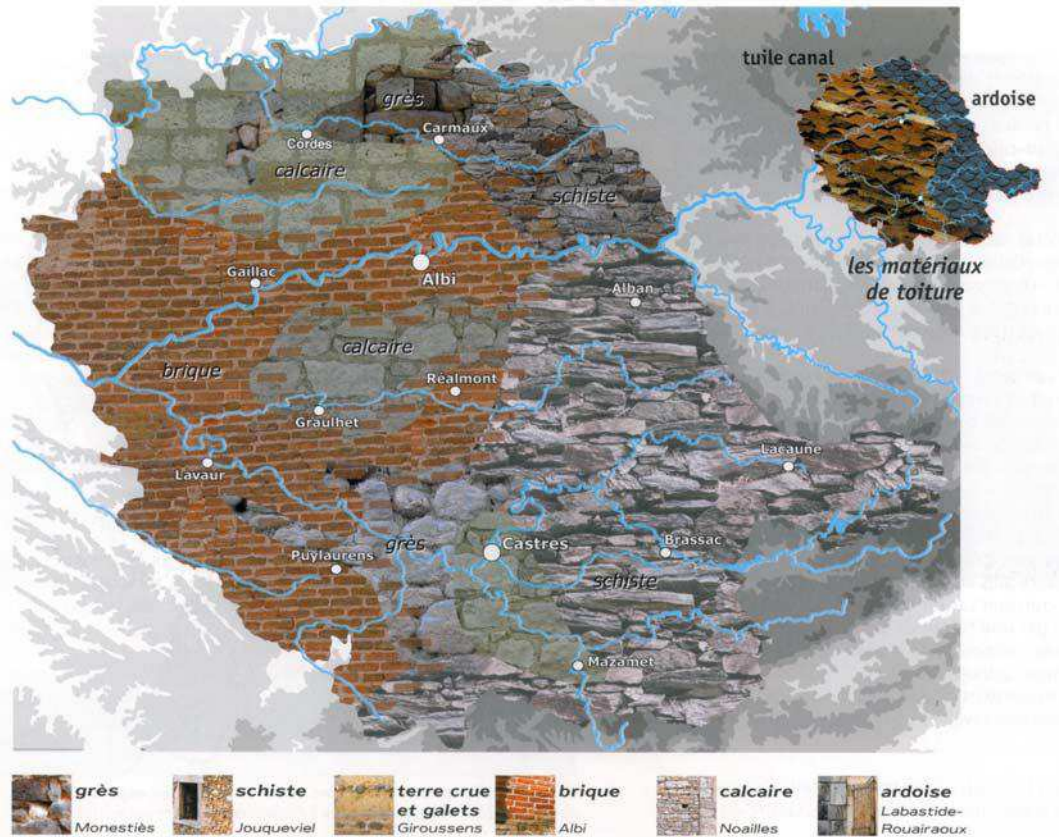 tuile canal
ardoise
les matériaux
de toiture
grès
Cordes
Carmaux
calcaire
schiste
Gaillac
Albi
Alban
calcaire
brique
Réalmont
Graulhet
Lacaune
Lavaur
Castres
Brassac
grès
Puylaurens
schiste
Mazamet
grès
Monestiès
schiste
Jouqueviel
terre crue
et galets
Giroussens
brique
Albi
calcaire
Noailles
ardoise
Labastide-
Rouairaoux